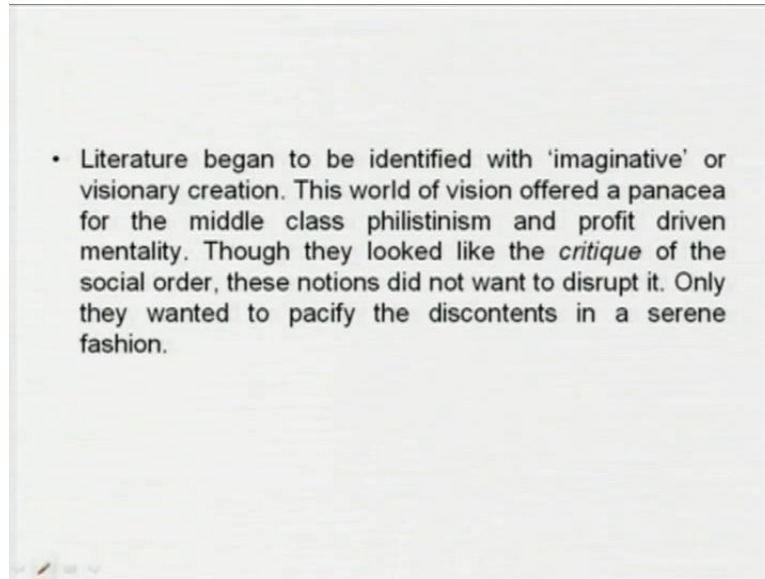 • Literature began to be identified with 'imaginative' or
visionary creation. This world of vision offered a panacea
for the middle class philistinism and profit driven
mentality. Though they looked like the critique of the
social order, these notions did not want to disrupt it. Only
they wanted to pacify the discontents in a serene
fashion.